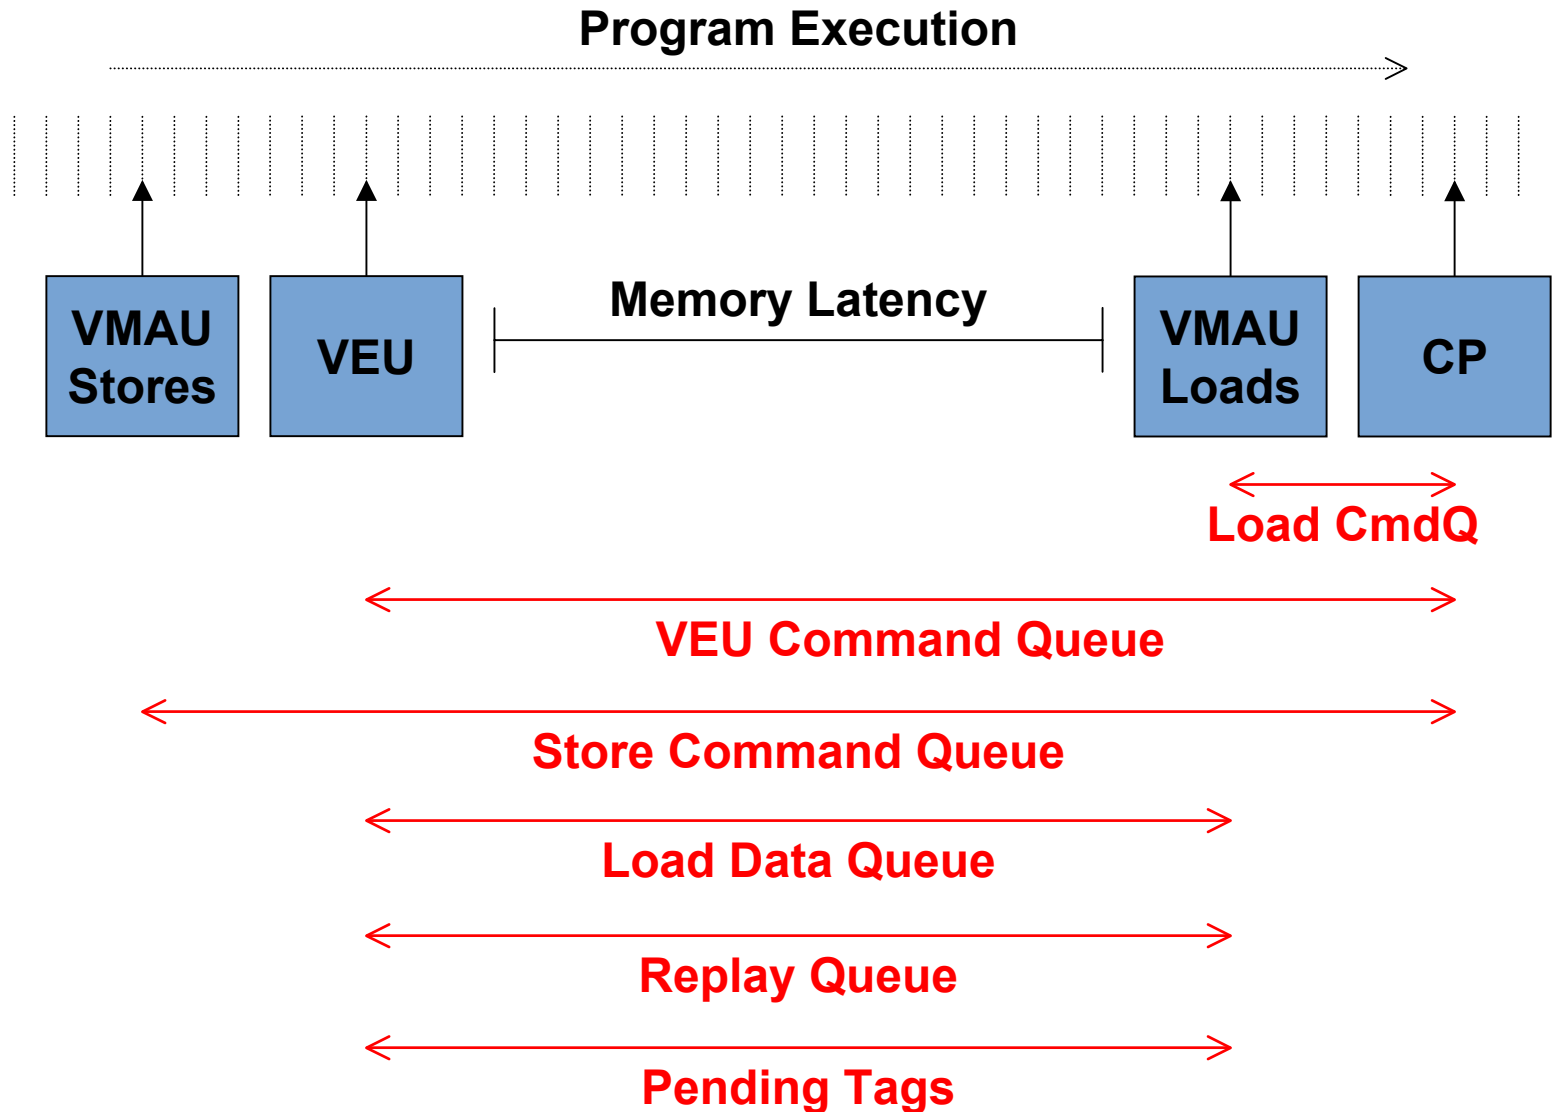 Program Execution
VMAU
Stores
VEU
Memory Latency
VMAU
Loads
CP
Load CmdQ
VEU Command Queue
Store Command Queue
Load Data Queue
Replay Queue
Pending Tags